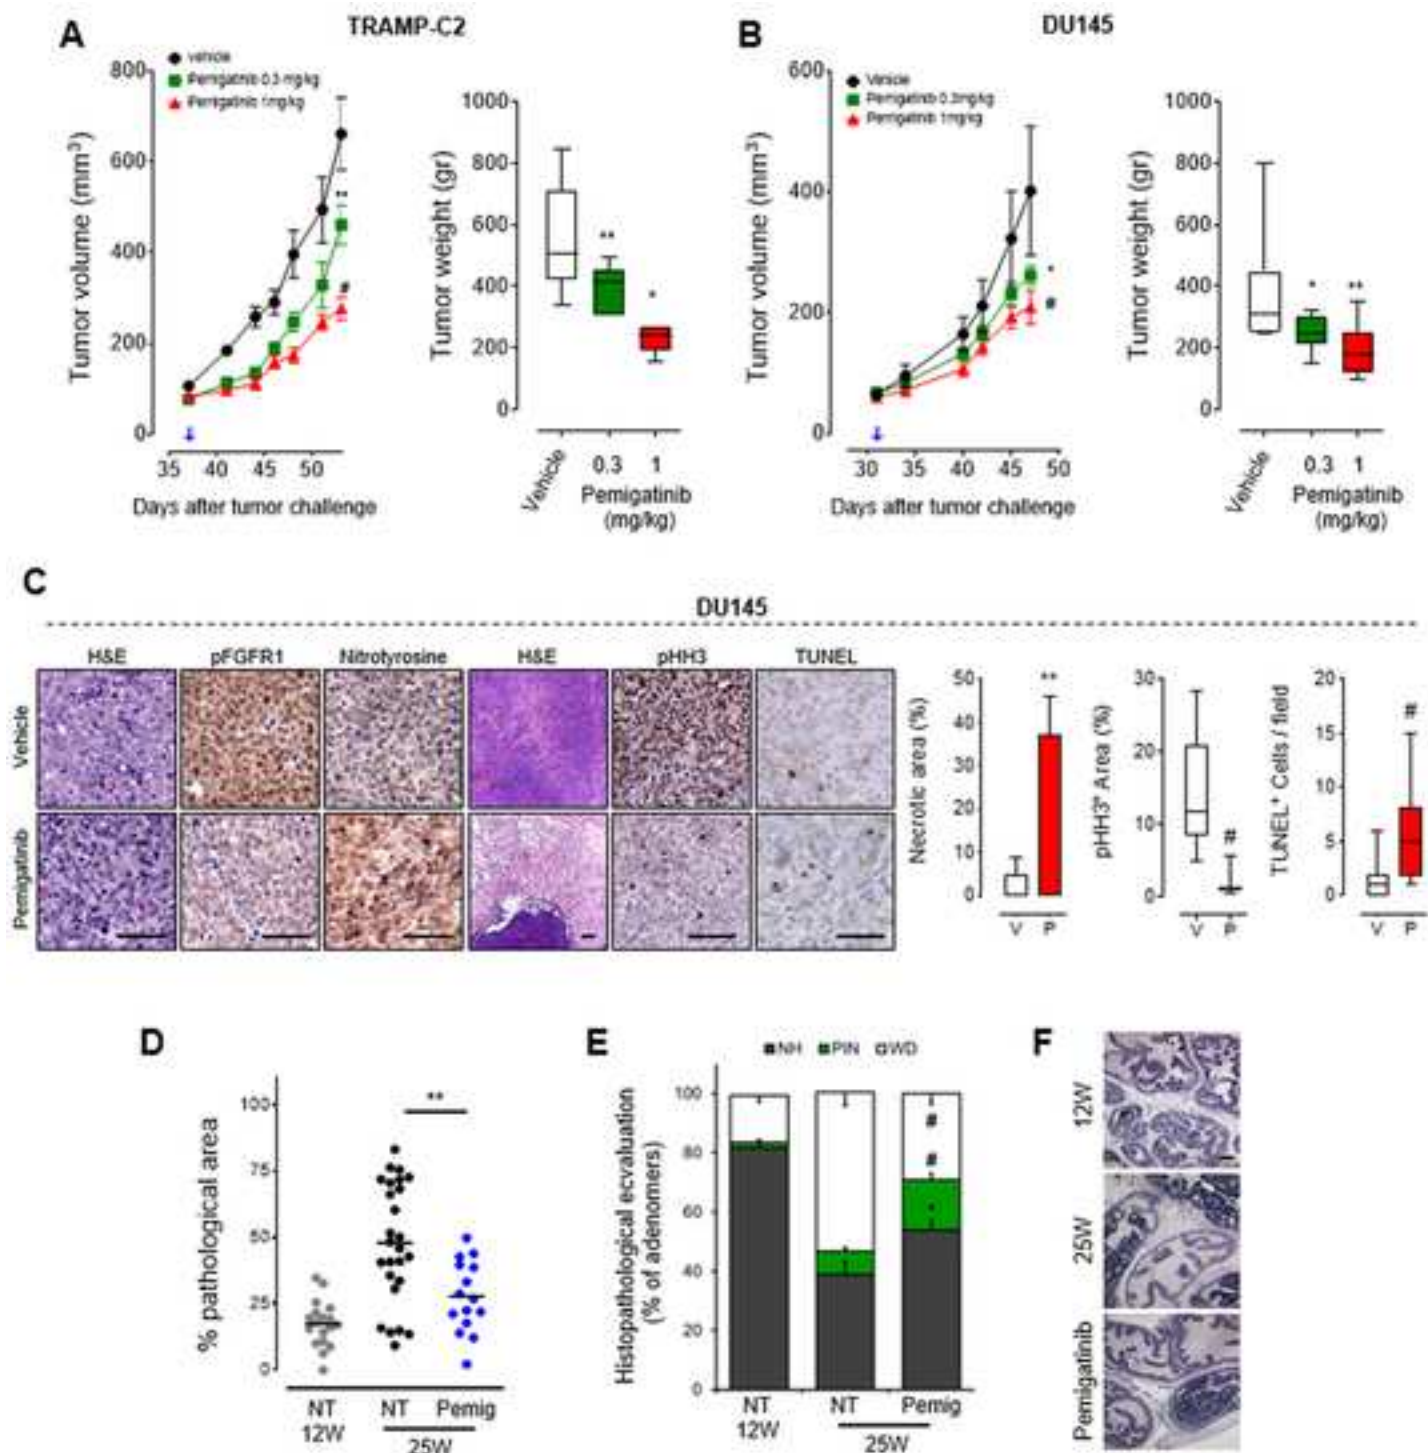 A
TRAMP-C2
vehicle
Pemigatinib 0.3 mg/kg
Pemigatinib 1mg/kg
Tumor volume (mm³)
800
600
400
200
0
**
#
35 40 45 50
Days after tumor challenge
Tumor weight (gr)
1000
800
600
400
200
0
**
*
Vehicle
0.3 1
Pemigatinib
(mg/kg)
B
DU145
Vehicle
Pemigatinib 0.3mg/kg
Pemigatinib 1mg/kg
Tumor volume (mm³)
600
400
200
0
*
#
30 35 40 45 50
Days after tumor challenge
Tumor weight (gr)
1000
800
600
400
200
0
*
**
Vehicle
0.3 1
Pemigatinib
(mg/kg)
C
DU145
H&E pFGFR1 Nitrotyrosine H&E pHH3 TUNEL
Vehicle
Pemigatinib
Necrotic area (%)
50
40
30
20
10
0
**
V P
pHH3⁺ Area (%)
30
20
10
0
#
V P
TUNEL⁺ Cells / field
20
15
10
5
0
#
V P
D
% pathological area
100
75
50
25
0
**
NT NT Pemig
12W 25W
E
NH PIN WD
Histopathological ecvaluation
(% of adenomers)
100
80
60
40
20
0
#
#
NT NT Pemig
12W 25W
F
12W
25W
Pemigatinib